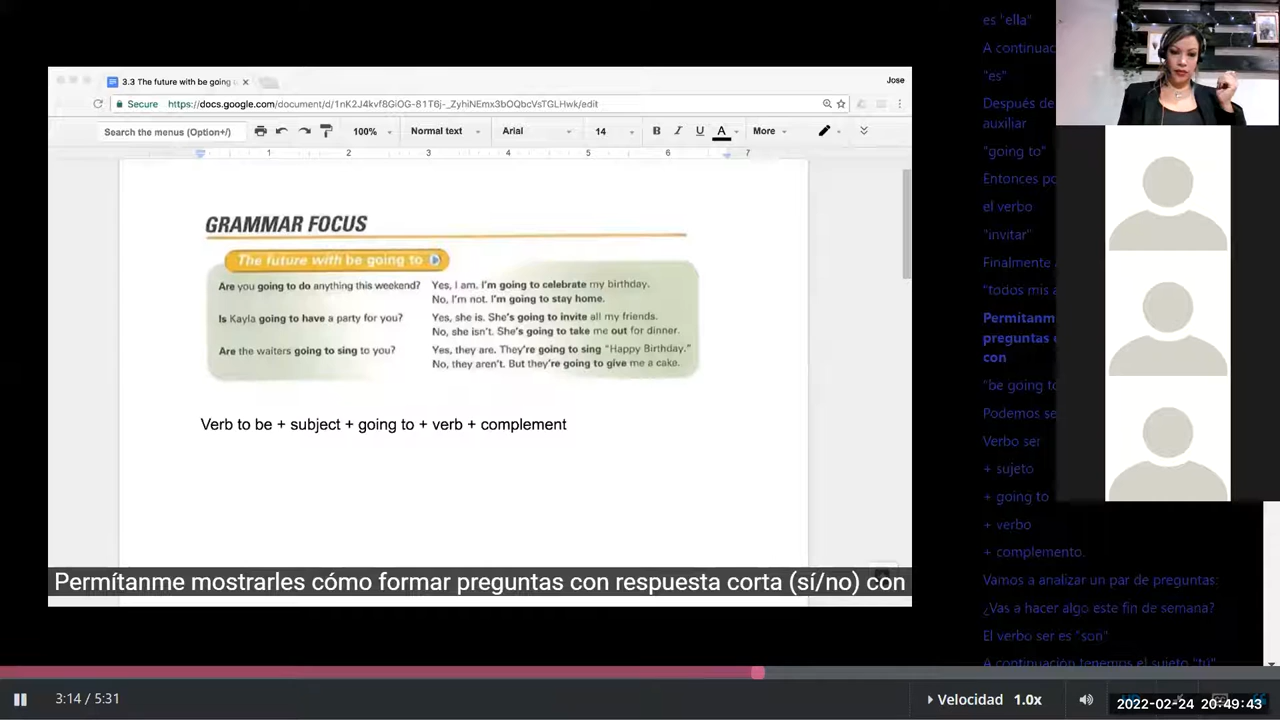 3.3 The future with be going
Jose
Secure
https://docs.google.com/document/d/1nK2J4kvf8GiOG-81T6j-_ZyhiNEmx3bOQbcVsTGLHwk/edit
Search the menus (Option+/)
100%
Normal text
Arial
14
B I U A
More
1 2 3 4 5 6 7
GRAMMAR FOCUS
The future with be going to
Are you going to do anything this weekend?
Yes, I am. I'm going to celebrate my birthday.
No, I'm not. I'm going to stay home.
Is Kayla going to have a party for you?
Yes, she is. She's going to invite all my friends.
No, she isn't. She's going to take me out for dinner.
Are the waiters going to sing to you?
Yes, they are. They're going to sing "Happy Birthday."
No, they aren't. But they're going to give me a cake.
Verb to be + subject + going to + verb + complement
Permítanme mostrarles cómo formar preguntas con respuesta corta (sí/no) con
es "ella"
"es"
Después de
auxiliar
"going to"
Entonces
el verbo
"invitar"
Finalmente
"todos mis
preguntas
con
"be going to
Podemos
Verbo ser
+ sujeto
+ going to
+ verbo
+ complemento.
Vamos a analizar un par de preguntas:
¿Vas a hacer algo este fin de semana?
El verbo ser es "son"
A continuación tenemos el sujeto "tú"
3:14 / 5:31
Velocidad 1.0x
2022-02-24 20:49:43